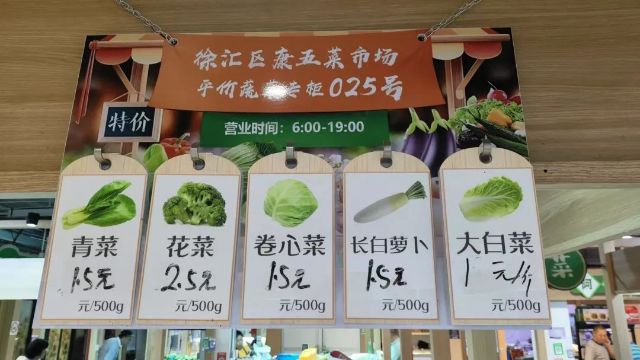 徐汇区康五菜市场
平价蔬菜专柜025号
特价
营业时间：6:00-19:00
青菜
1.5元
元/500g
花菜
2.5元
元/500g
卷心菜
1.5元
元/500g
长白萝卜
1.5元
元/500g
大白菜
1元/斤
元/500g
菜